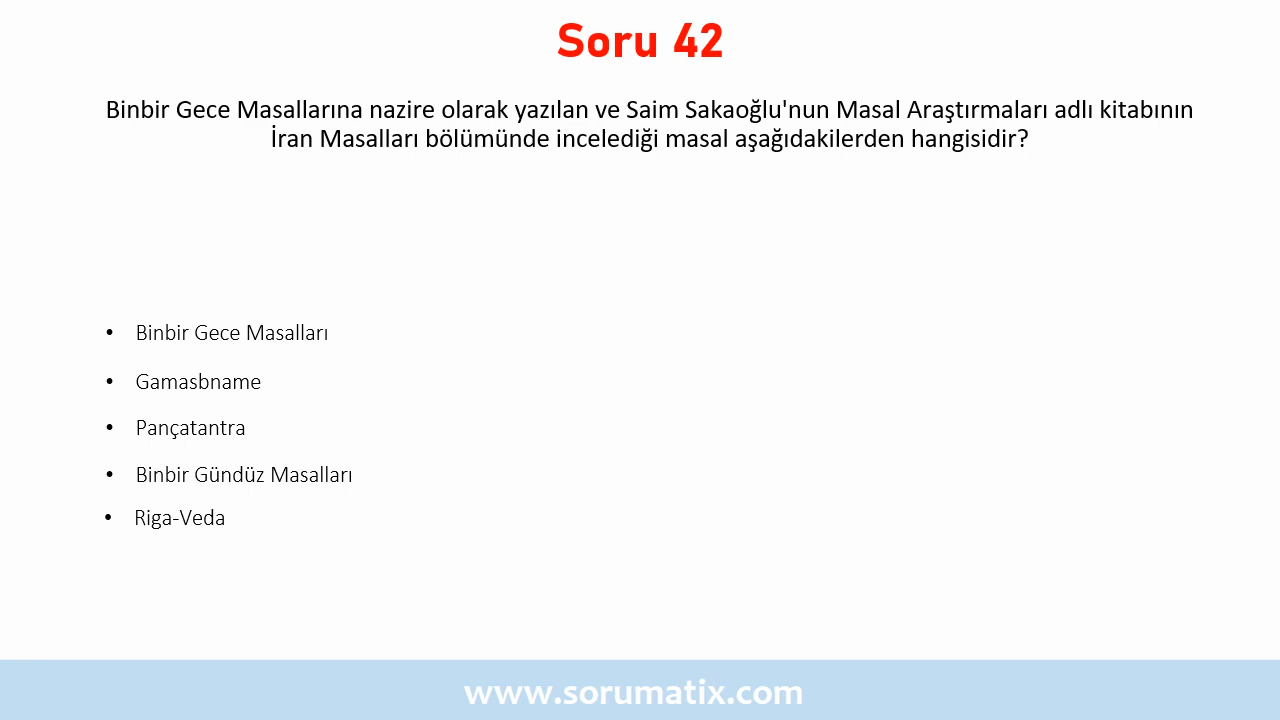 Soru 42
Binbir Gece Masallarına nazire olarak yazılan ve Saim Sakaoğlu'nun Masal Araştırmaları adlı kitabının
İran Masalları bölümünde incelediği masal aşağıdakilerden hangisidir?
• Binbir Gece Masalları
• Gamasbname
• Pançatantra
• Binbir Gündüz Masalları
• Riga-Veda
www.sorumatix.com